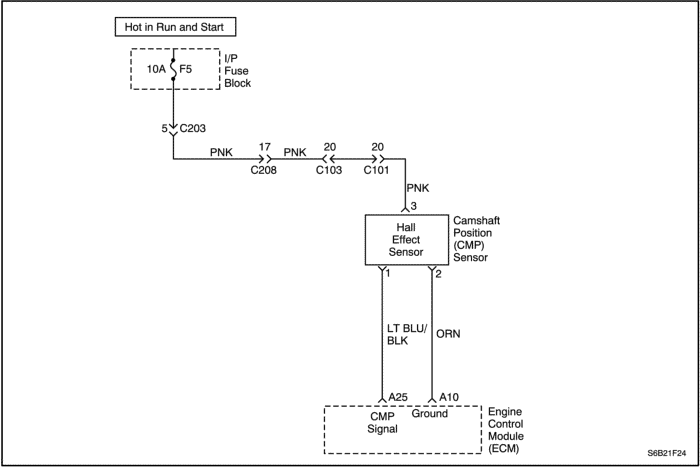 Hot in Run and Start
10A F5
I/P
Fuse
Block
5 C203
PNK
17
C208
PNK
20
C103
20
C101
PNK
3
Hall
Effect
Sensor
Camshaft
Position
(CMP)
Sensor
1
2
LT BLU/
BLK
ORN
A25
A10
CMP
Signal
Ground
Engine
Control
Module
(ECM)
S6B21F24